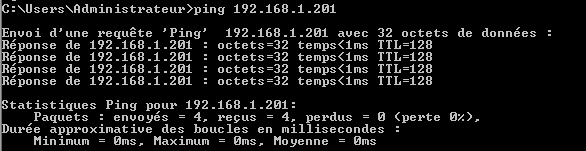 C:\Users\Administrateur>ping 192.168.1.201
Envoi d'une requête 'Ping'  192.168.1.201 avec 32 octets de données :
Réponse de 192.168.1.201 : octets=32 temps<1ms TTL=128
Réponse de 192.168.1.201 : octets=32 temps<1ms TTL=128
Réponse de 192.168.1.201 : octets=32 temps<1ms TTL=128
Réponse de 192.168.1.201 : octets=32 temps<1ms TTL=128
Statistiques Ping pour 192.168.1.201:
    Paquets : envoyés = 4, reçus = 4, perdus = 0 (perte 0%),
Durée approximative des boucles en millisecondes :
    Minimum = 0ms, Maximum = 0ms, Moyenne = 0ms